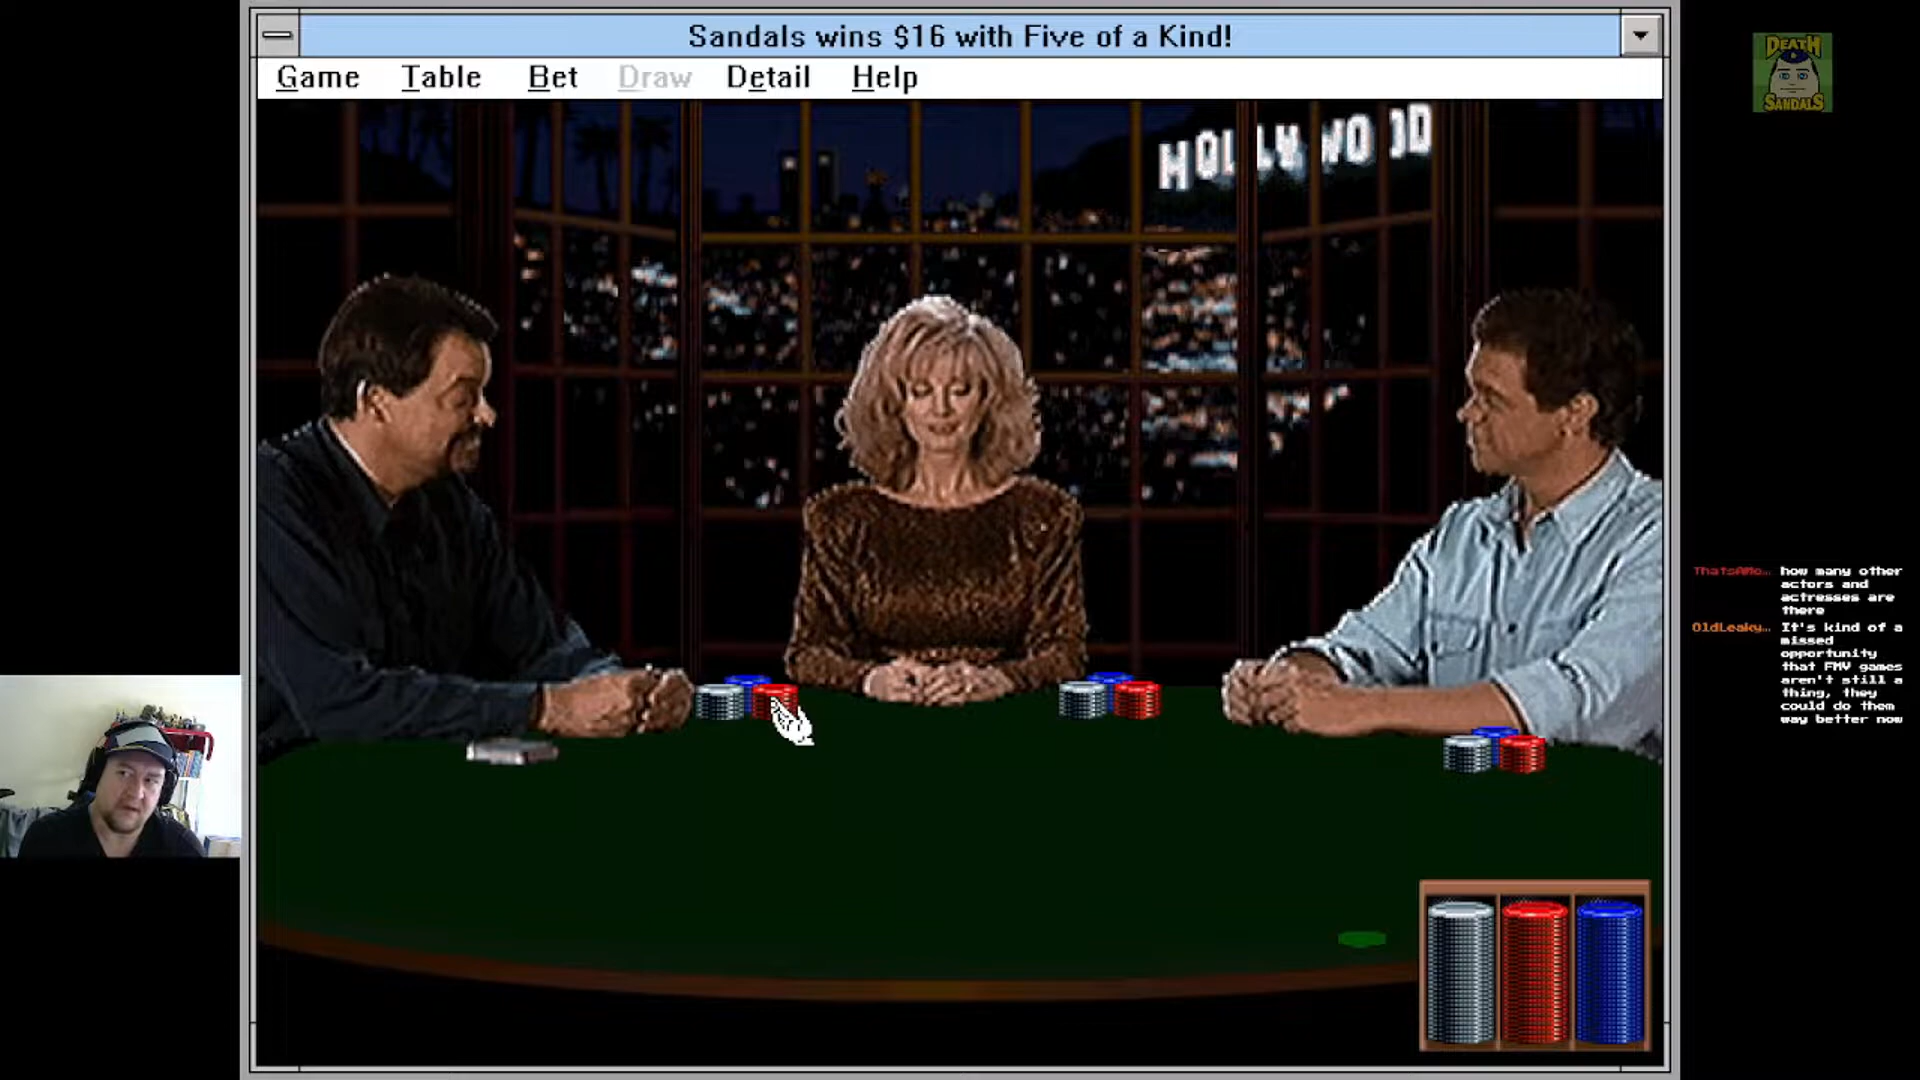 Sandals wins $16 with Five of a Kind!
Game Table Bet Draw Detail Help
HOLLYWOOD
DEATH
SANDALS
ThatsAMo… how many other
actors and
actresses are
there
OldLeaky… It's kind of a
missed
opportunity
that FMV games
aren't still a
thing, they
could do them
way better now